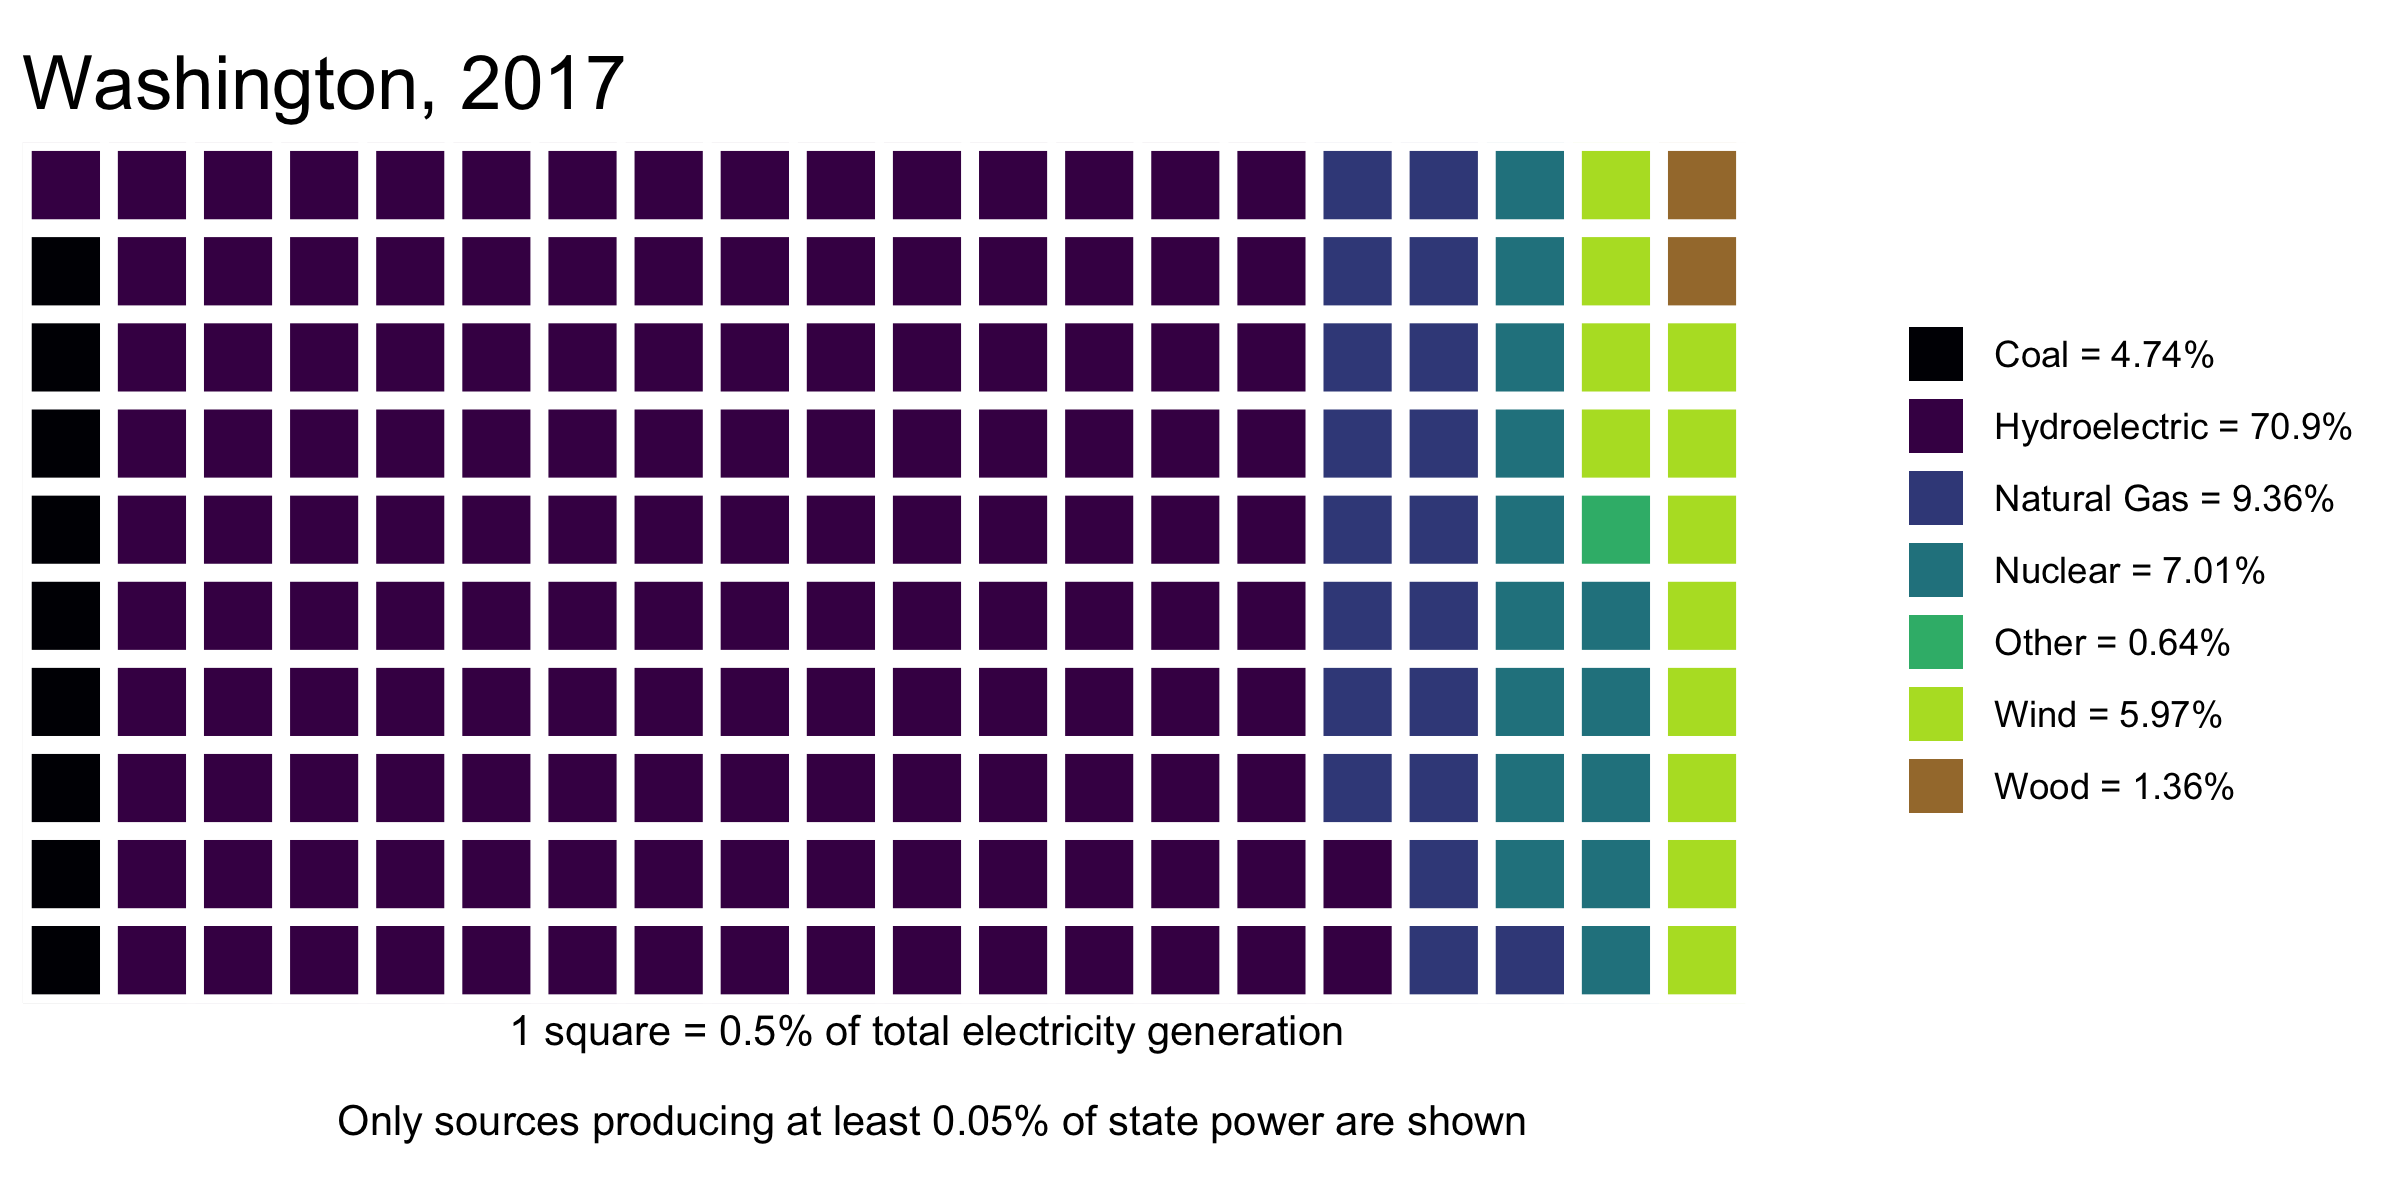 Washington, 2017
Coal = 4.74%
Hydroelectric = 70.9%
Natural Gas = 9.36%
Nuclear = 7.01%
Other = 0.64%
Wind = 5.97%
Wood = 1.36%
1 square = 0.5% of total electricity generation
Only sources producing at least 0.05% of state power are shown